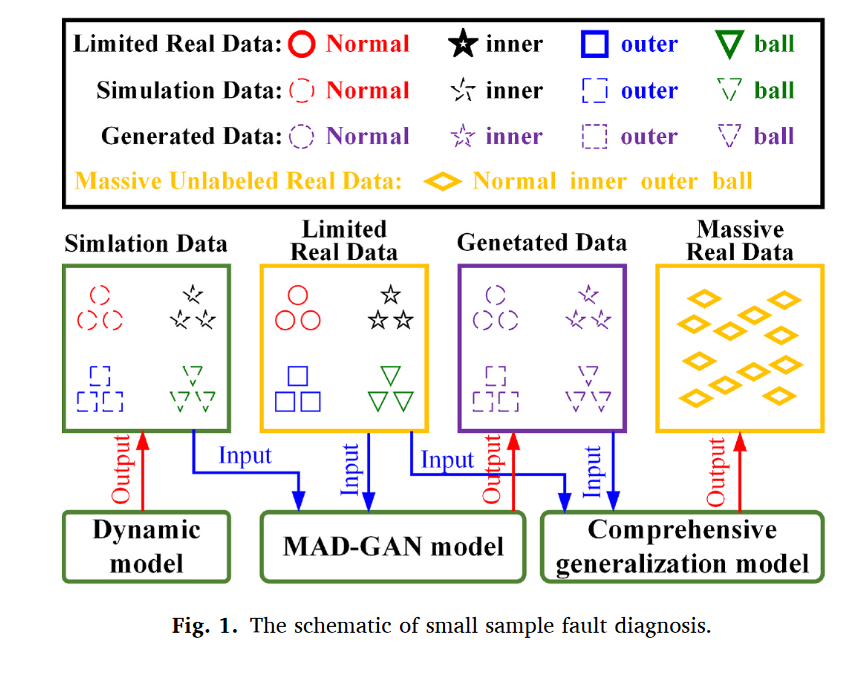 Limited Real Data: Normal inner outer ball
Simulation Data: Normal inner outer ball
Generated Data: Normal inner outer ball
Massive Unlabeled Real Data: Normal inner outer ball
Simlation Data
Limited
Real Data
Genetated Data
Massive
Real Data
Output
Input
Input
Input
Output
Input
Output
Dynamic
model
MAD-GAN model
Comprehensive
generalization model
Fig. 1. The schematic of small sample fault diagnosis.